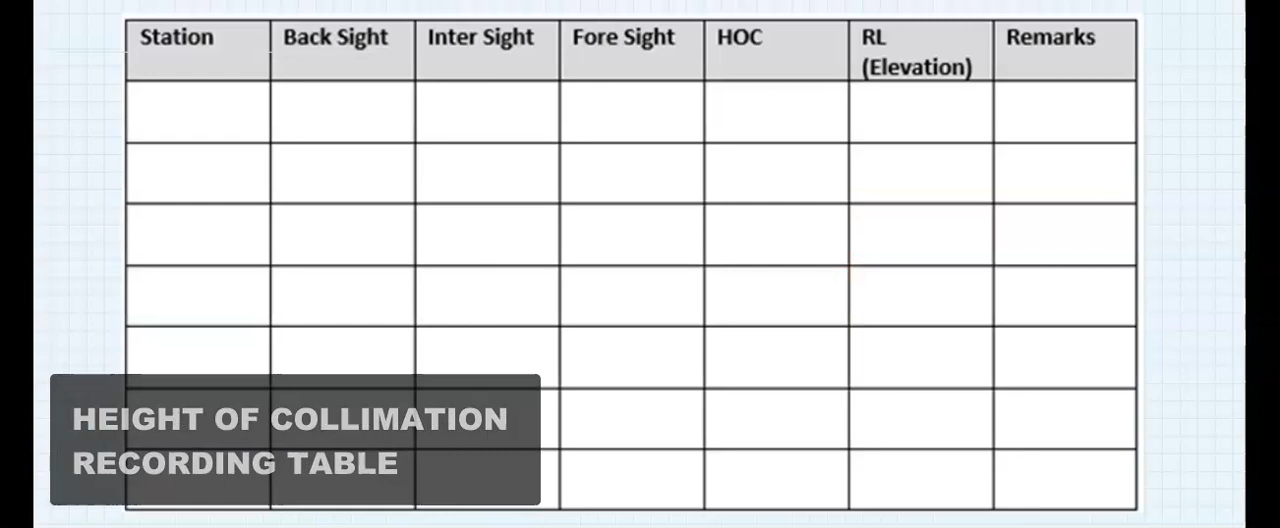 Station Back Sight Inter Sight Fore Sight HOC RL Remarks
(Elevation)
HEIGHT OF COLLIMATION
RECORDING TABLE